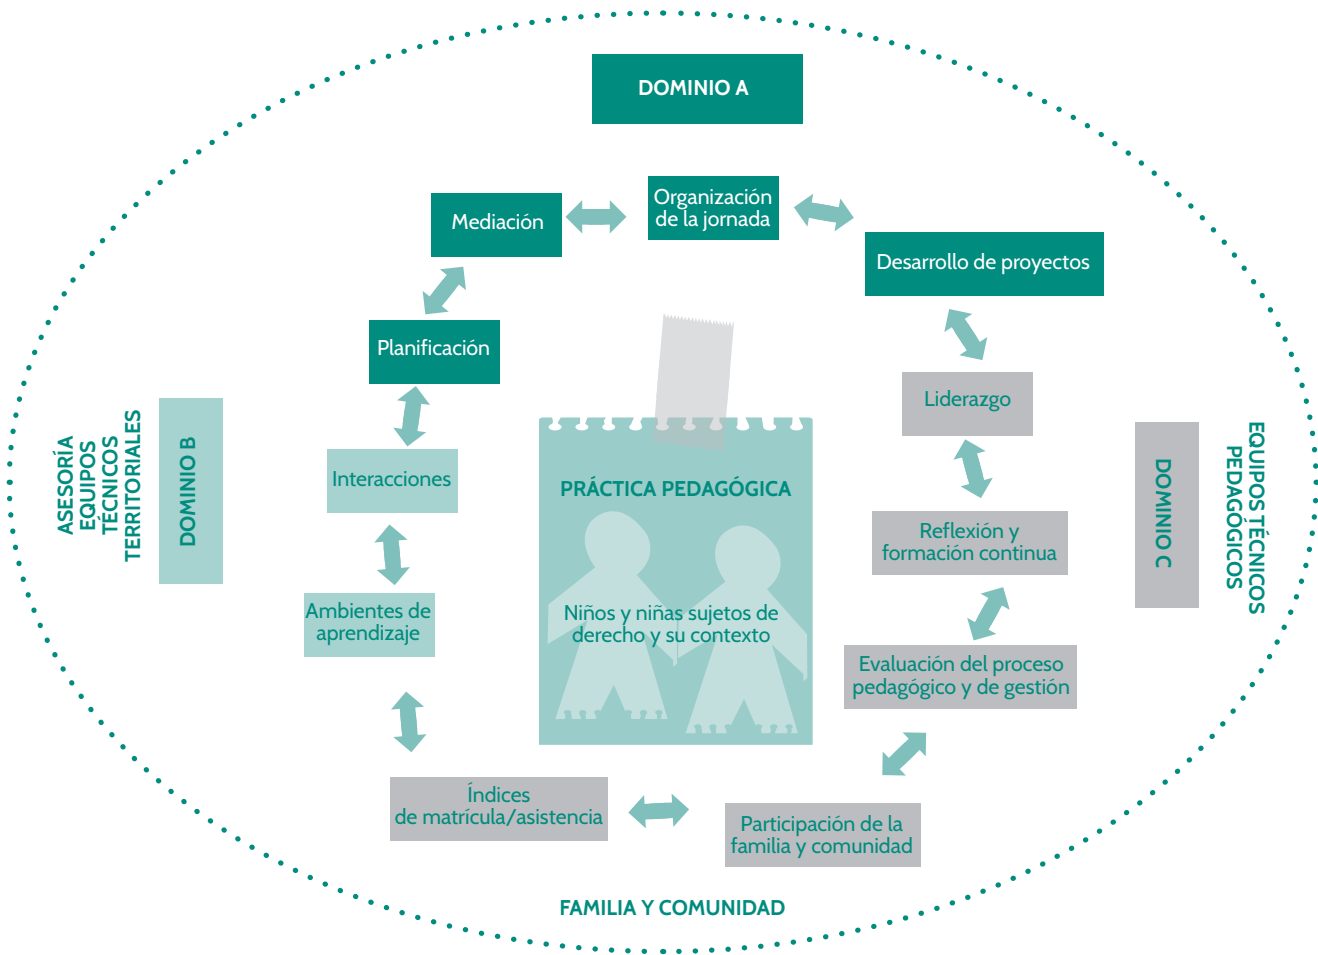 DOMINIO A
Organización
de la jornada
Mediación
Desarrollo de proyectos
Planificación
Liderazgo
ASESORÍA
EQUIPOS
TÉCNICOS
TERRITORIALES
DOMINIO B
Interacciones
PRÁCTICA PEDAGÓGICA
Niños y niñas sujetos de
derecho y su contexto
Reflexión y
formación continua
DOMINIO C
EQUIPOS TÉCNICOS
PEDAGÓGICOS
Ambientes de
aprendizaje
Evaluación del proceso
pedagógico y de gestión
Índices
de matrícula/asistencia
Participación de la
familia y comunidad
FAMILIA Y COMUNIDAD